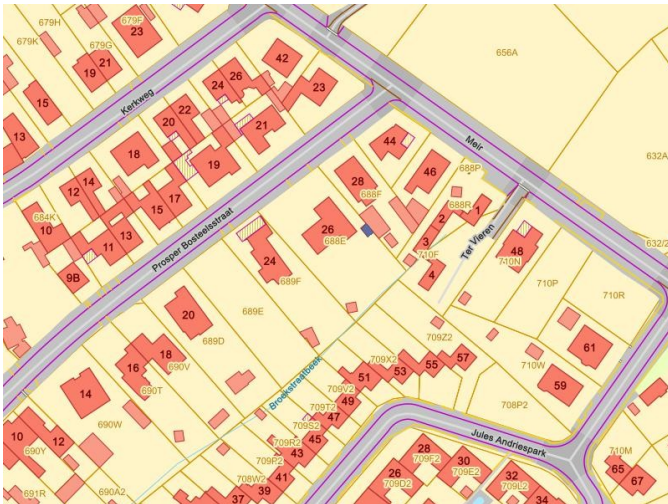 679H
679F
679K
679G
23
21
19
15
13
Kerkweg
42
26
24
23
656A
22
20
21
18
19
Meir
44
46
688P
632A
14
12
17
15
684K
10
13
11
9B
Prosper Bosteelsstraat
28
688F
26
688E
688R
1
2
3
710F
4
Ter Vieren
48
710N
632/2
24
689F
689E
710P
710R
20
689D
Broekstraatbeek
709Z2
61
18
16
690V
690T
14
690W
709X2
57
55
53
51
709V2
49
709T2
47
709S2
45
709R2
43
709P2
41
708W2
39
37
710W
59
708P2
Jules Andriespark
10
690Y
12
691R
690A2
28
709F2
26
709D2
30
709E2
32
709L2
34
710M
65
67